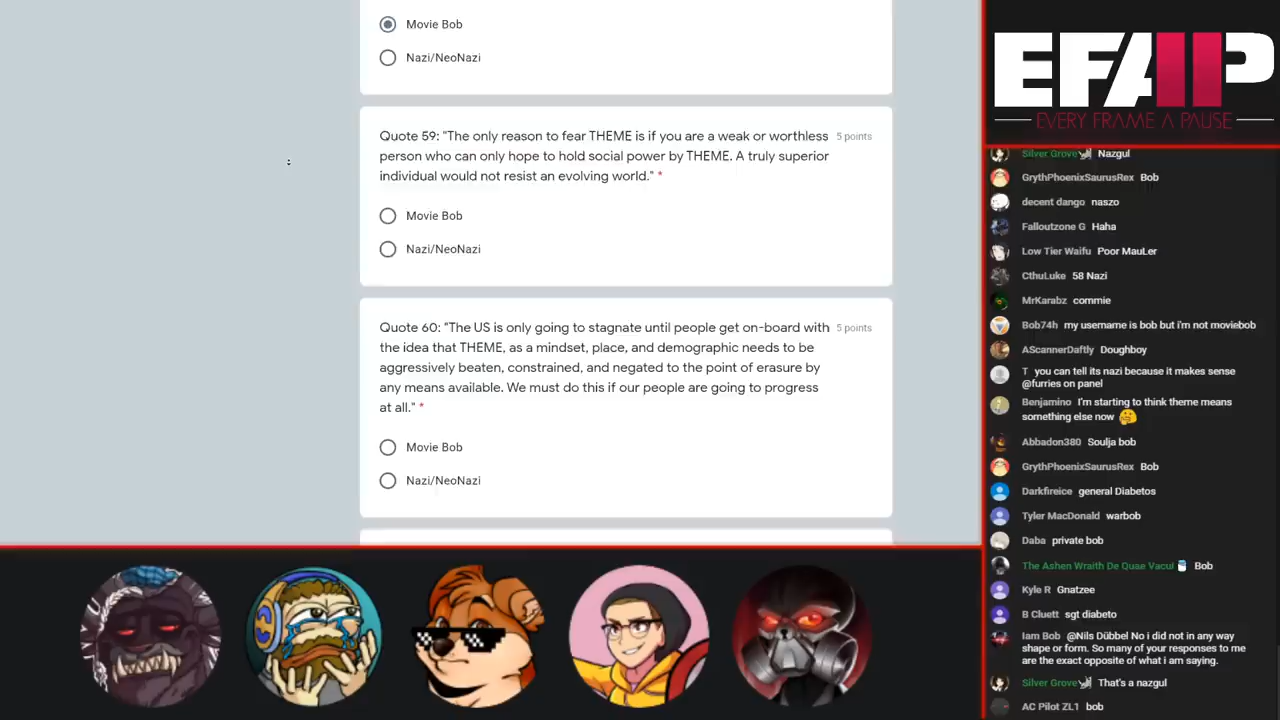 Movie Bob
Nazi/NeoNazi
Quote 59: "The only reason to fear THEME is if you are a weak or worthless
person who can only hope to hold social power by THEME. A truly superior
individual would not resist an evolving world." *
5 points
Movie Bob
Nazi/NeoNazi
Quote 60: "The US is only going to stagnate until people get on-board with
the idea that THEME, as a mindset, place, and demographic needs to be
aggressively beaten, constrained, and negated to the point of erasure by
any means available. We must do this if our people are going to progress
at all." *
5 points
Movie Bob
Nazi/NeoNazi
EFAP
EVERY FRAME A PAUSE
Silver Grove Nazgul
GrythPhoenixSaurusRex Bob
decent dango naszo
Falloutzone G Haha
Low Tier Waifu Poor MauLer
CthuLuke 58 Nazi
MrKarabz commie
Bob74h my username is bob but i'm not moviebob
AScannerDaftly Doughboy
T you can tell its nazi because it makes sense
@furries on panel
Benjamino I'm starting to think theme means
something else now
Abbadon380 Soulja bob
GrythPhoenixSaurusRex Bob
Darkfireice general Diabetos
Tyler MacDonald warbob
Daba private bob
The Ashen Wraith De Quae Vacul Bob
Kyle R Gnatzee
B Cluett sgt diabeto
Iam Bob @Nils Dübbel No i did not in any way
shape or form. So many of your responses to me
are the exact opposite of what i am saying.
Silver Grove That's a nazgul
AC Pilot ZL1 bob